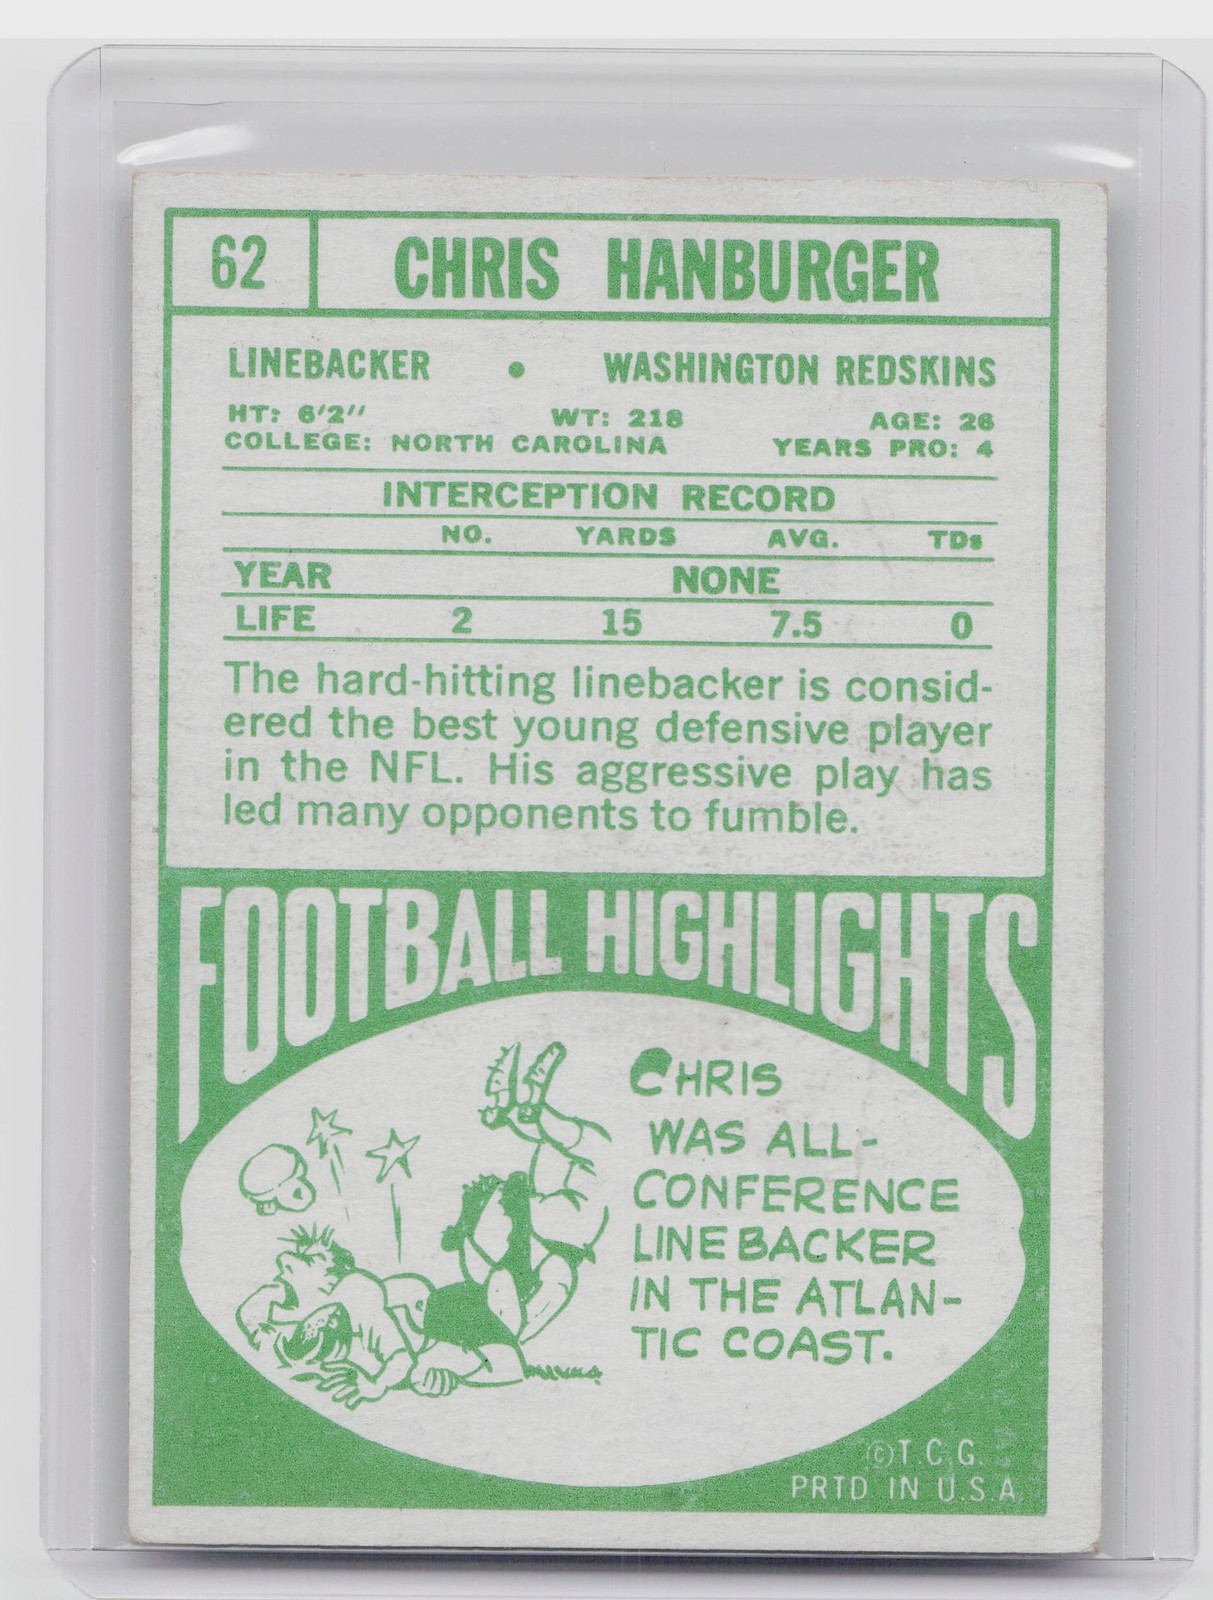 62 CHRIS HANBURGER
LINEBACKER • WASHINGTON REDSKINS
HT: 6'2" WT: 218 AGE: 26
COLLEGE: NORTH CAROLINA YEARS PRO: 4
INTERCEPTION RECORD
NO. YARDS AVG. TDs
YEAR NONE
LIFE 2 15 7.5 0
The hard-hitting linebacker is consid-
ered the best young defensive player
in the NFL. His aggressive play has
led many opponents to fumble.
FOOTBALL HIGHLIGHTS
CHRIS
WAS ALL-
CONFERENCE
LINEBACKER
IN THE ATLAN-
TIC COAST.
©T.C.G.
PRTD IN U.S.A